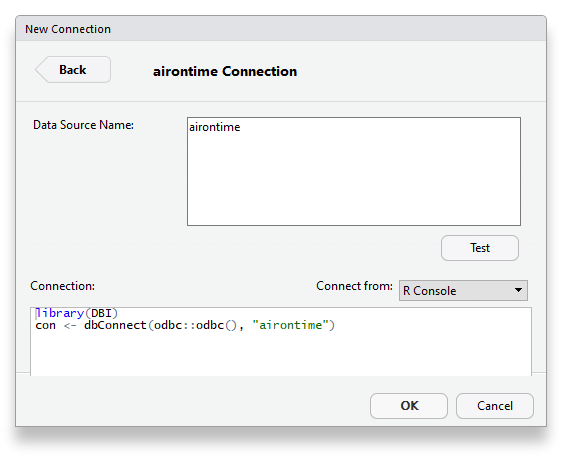 New Connection
Back
airontime Connection
Data Source Name:
airontime
Test
Connection:
Connect from:
R Console
library(DBI)
con <- dbConnect(odbc::odbc(), "airontime")
OK
Cancel